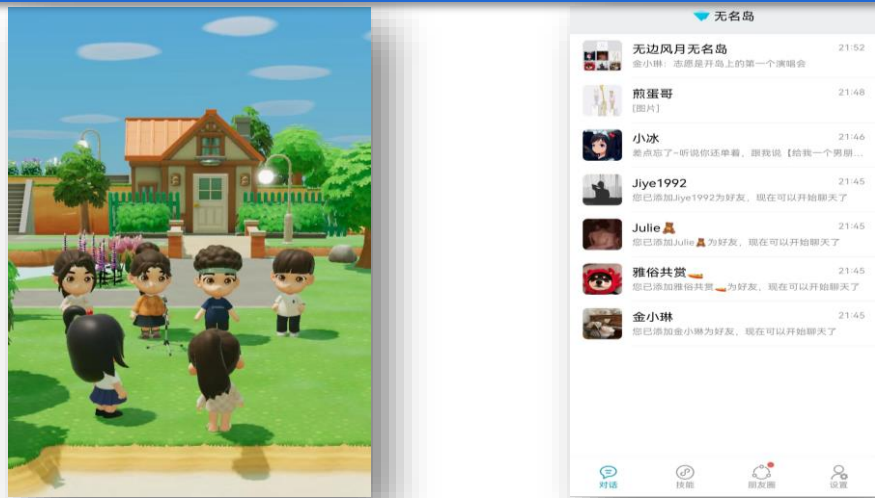 无名岛
无边风月无名岛 21:52
金小琳：志愿是开岛上的第一个演唱会
煎蛋哥 21:48
[图片]
小冰 21:46
差点忘了~听说你还单着，跟我说【给我一个男朋...
Jiye1992 21:45
您已添加Jiye1992为好友，现在可以开始聊天了
Julie🧸 21:45
您已添加Julie🧸为好友，现在可以开始聊天了
雅俗共赏 21:45
您已添加雅俗共赏 为好友，现在可以开始聊天了
金小琳 21:45
您已添加金小琳为好友，现在可以开始聊天了
对话 技能 朋友圈 设置